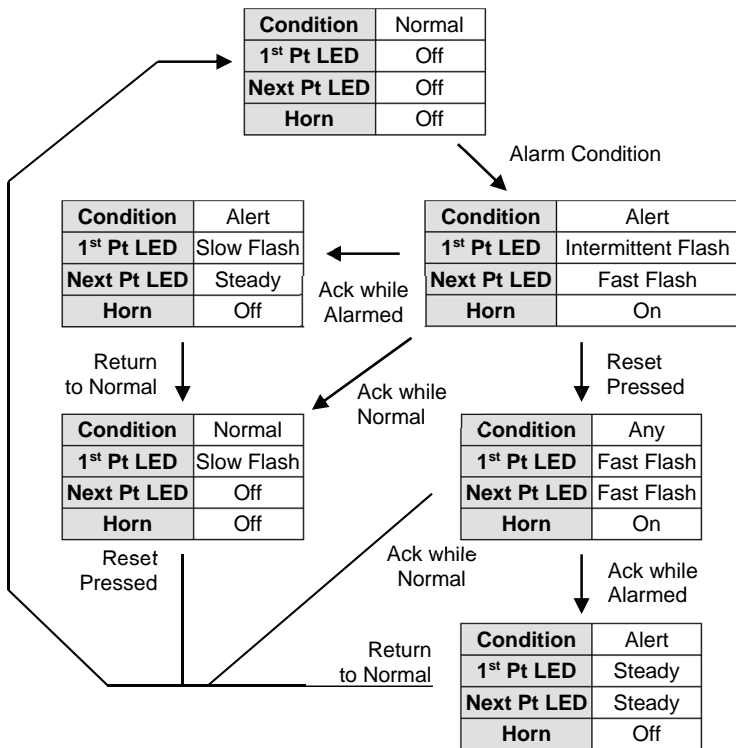 Condition Normal
1st Pt LED Off
Next Pt LED Off
Horn Off
Alarm Condition
Condition Alert
1st Pt LED Slow Flash
Next Pt LED Steady
Horn Off
Ack while
Alarmed
Condition Alert
1st Pt LED Intermittent Flash
Next Pt LED Fast Flash
Horn On
Return
to Normal
Ack while
Normal
Reset
Pressed
Condition Normal
1st Pt LED Slow Flash
Next Pt LED Off
Horn Off
Condition Any
1st Pt LED Fast Flash
Next Pt LED Fast Flash
Horn On
Reset
Pressed
Ack while
Normal
Ack while
Alarmed
Return
to Normal
Condition Alert
1st Pt LED Steady
Next Pt LED Steady
Horn Off